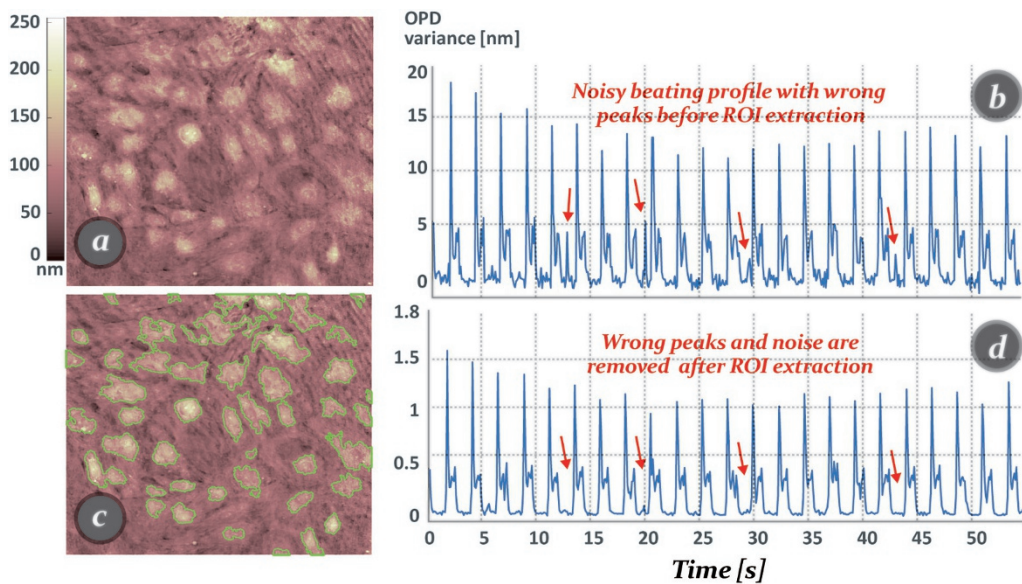 250
200
150
100
50
0
nm
a
c
OPD
variance [nm]
20
15
10
5
0
Noisy beating profile with wrong
peaks before ROI extraction
b
1.8
1.5
1
0.5
0
Wrong peaks and noise are
removed after ROI extraction
d
0 5 10 15 20 25 30 35 40 45 50
Time [s]